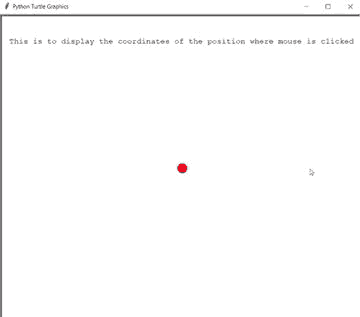 Python Turtle Graphics
This is to display the coordinates of the position where mouse is clicked